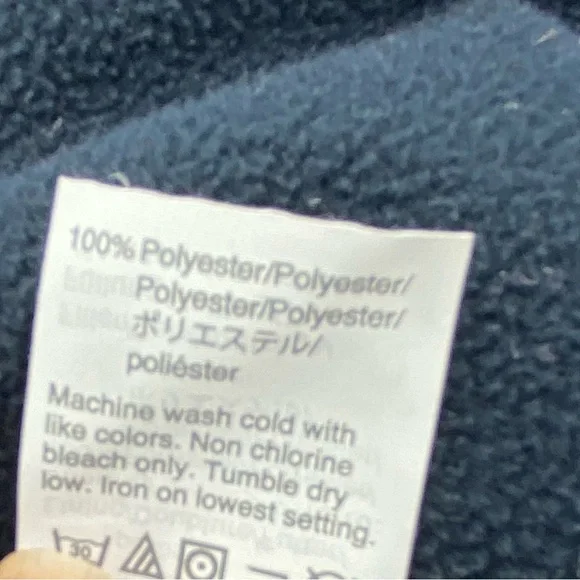 100% Polyester/Polyester/
Polyester/Polyester/
ポリエステル/
poliéster
Machine wash cold with
like colors. Non chlorine
bleach only. Tumble dry
low. Iron on lowest setting.
30